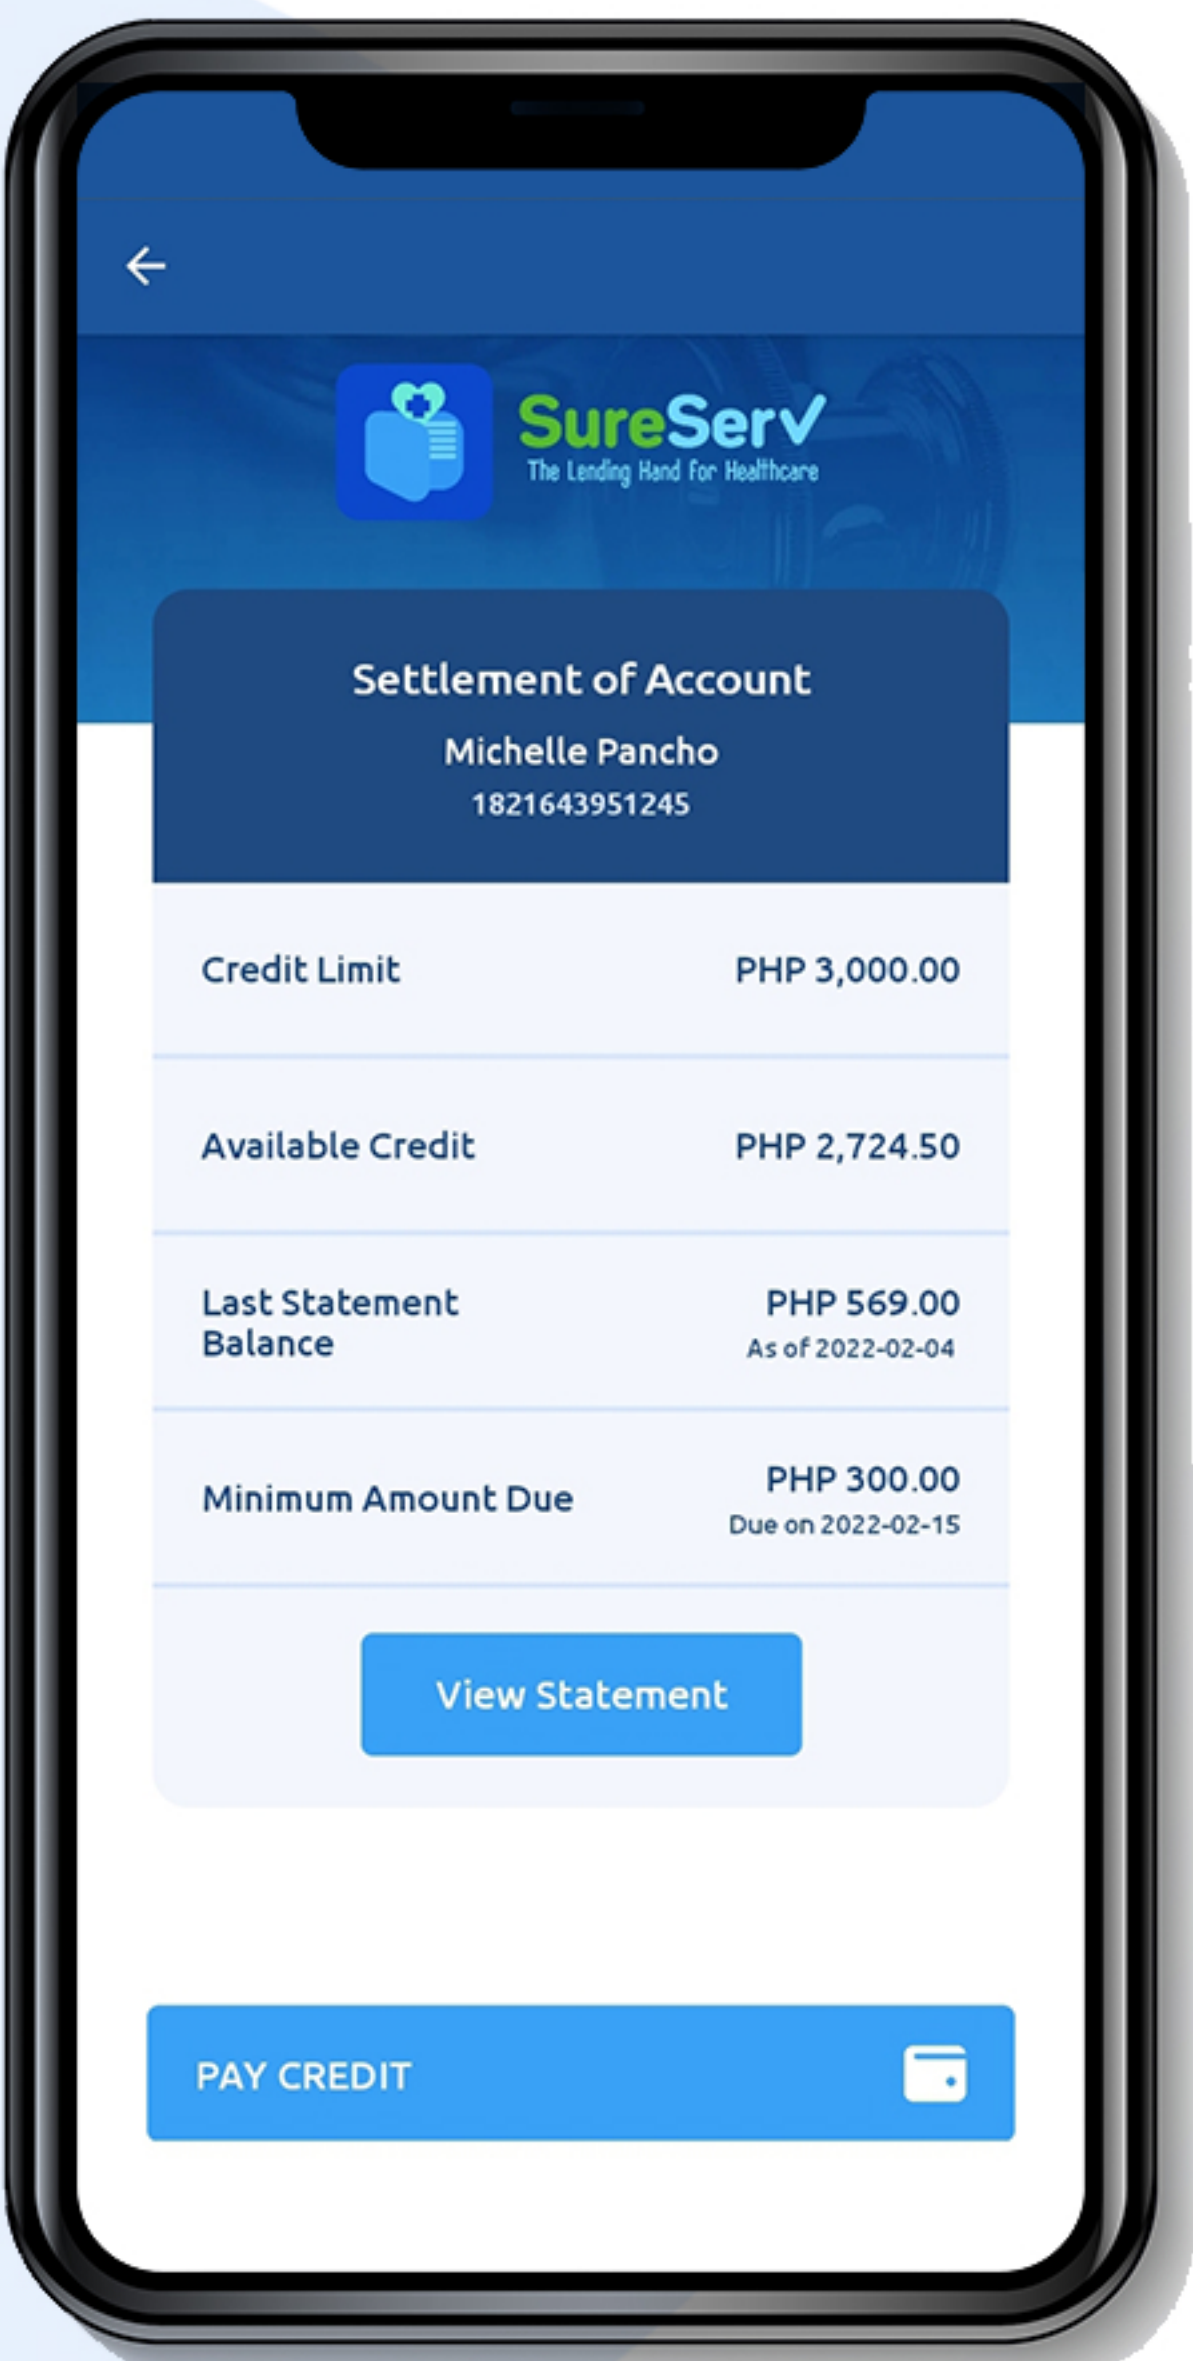 SureServ
The Lending Hand For Healthcare
Settlement of Account
Michelle Pancho
1821643951245
Credit Limit PHP 3,000.00
Available Credit PHP 2,724.50
Last Statement PHP 569.00
Balance As of 2022-02-04
Minimum Amount Due PHP 300.00
Due on 2022-02-15
View Statement
PAY CREDIT